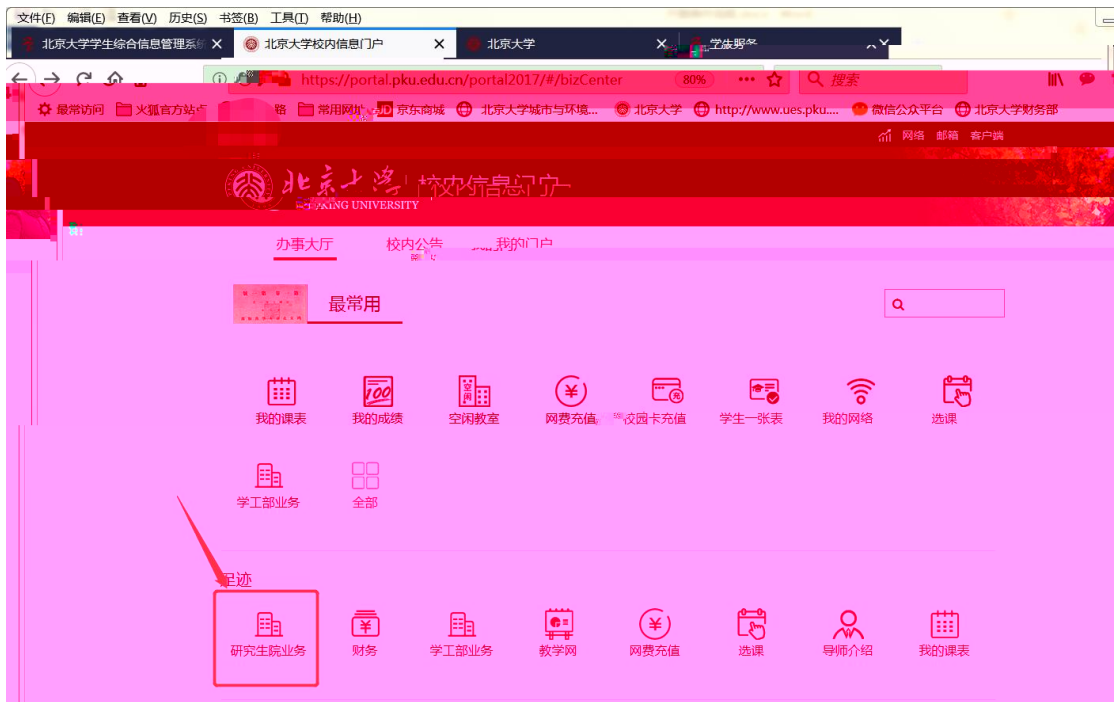 文件(F) 编辑(E) 查看(V) 历史(S) 书签(B) 工具(T) 帮助(H)
北京大学学生综合信息管理系统 北京大学校内信息门户 北京大学
https://portal.pku.edu.cn/portal2017/#/bizCenter 80% 搜索
最常访问 火狐官方站点 常用网址 JD 京东商城 北京大学城市与环境... 北京大学 http://www.ues.pku.... 微信公众平台 北京大学财务部
网络 邮箱 客户端
北京大学 校内信息门户
PEKING UNIVERSITY
办事大厅 校内公告 我的门户
最常用
我的课表 我的成绩 空闲教室 网费充值 校园卡充值 学生一张表 我的网络 选课
学工部业务 全部
足迹
研究生院业务 财务 学工部业务 教学网 网费充值 选课 导师介绍 我的课表